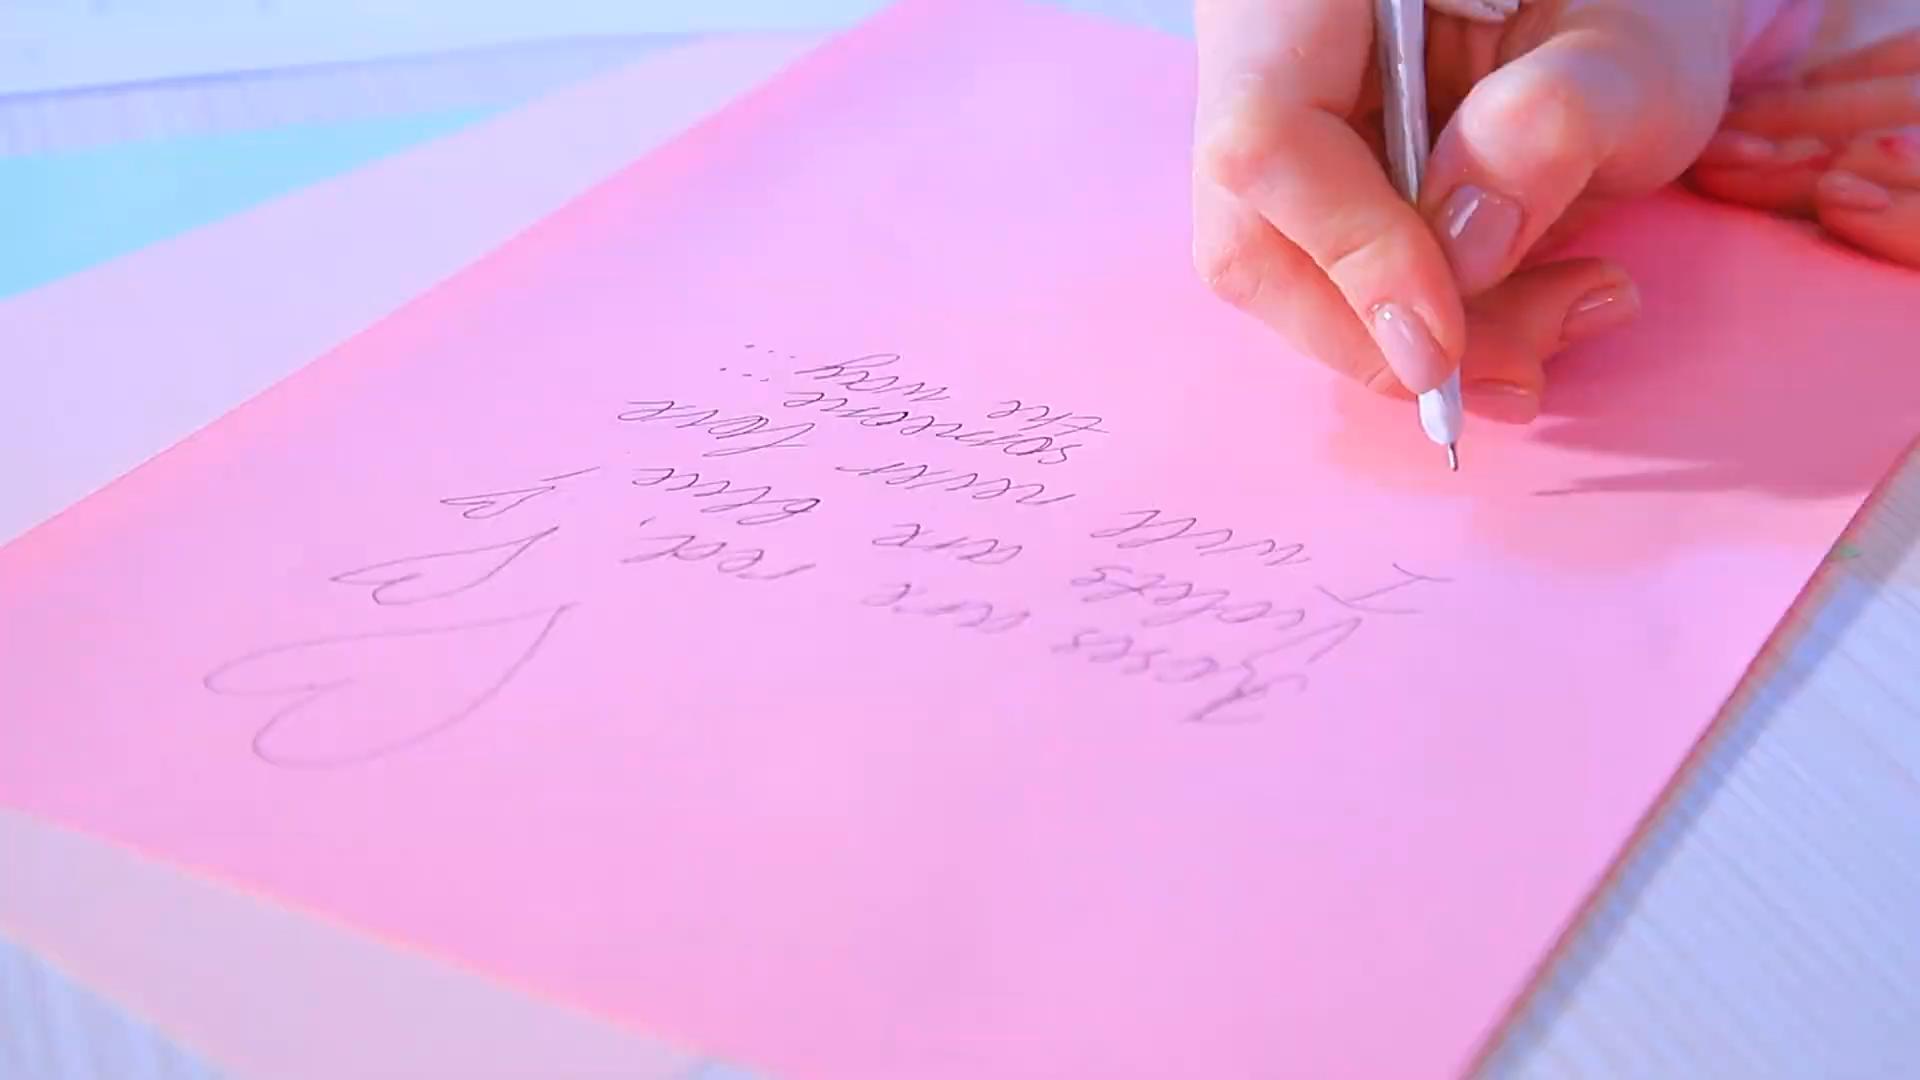 Roses are red,
Violets are blue
I will never love
someone
the way